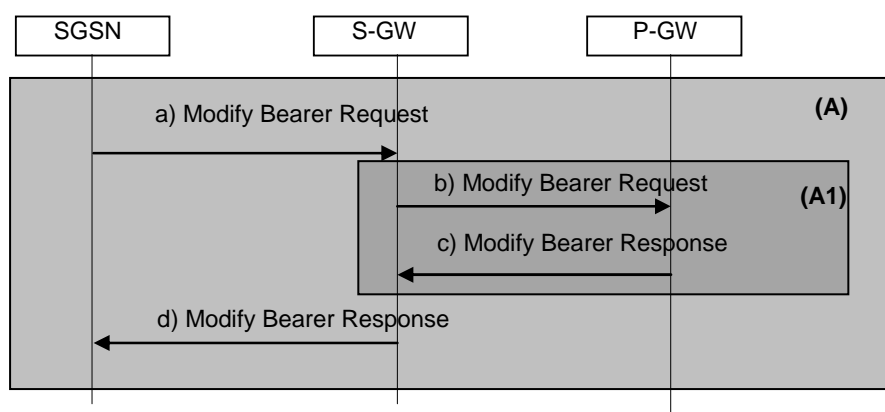 SGSN
S-GW
P-GW
(A)
a) Modify Bearer Request
b) Modify Bearer Request
(A1)
c) Modify Bearer Response
d) Modify Bearer Response